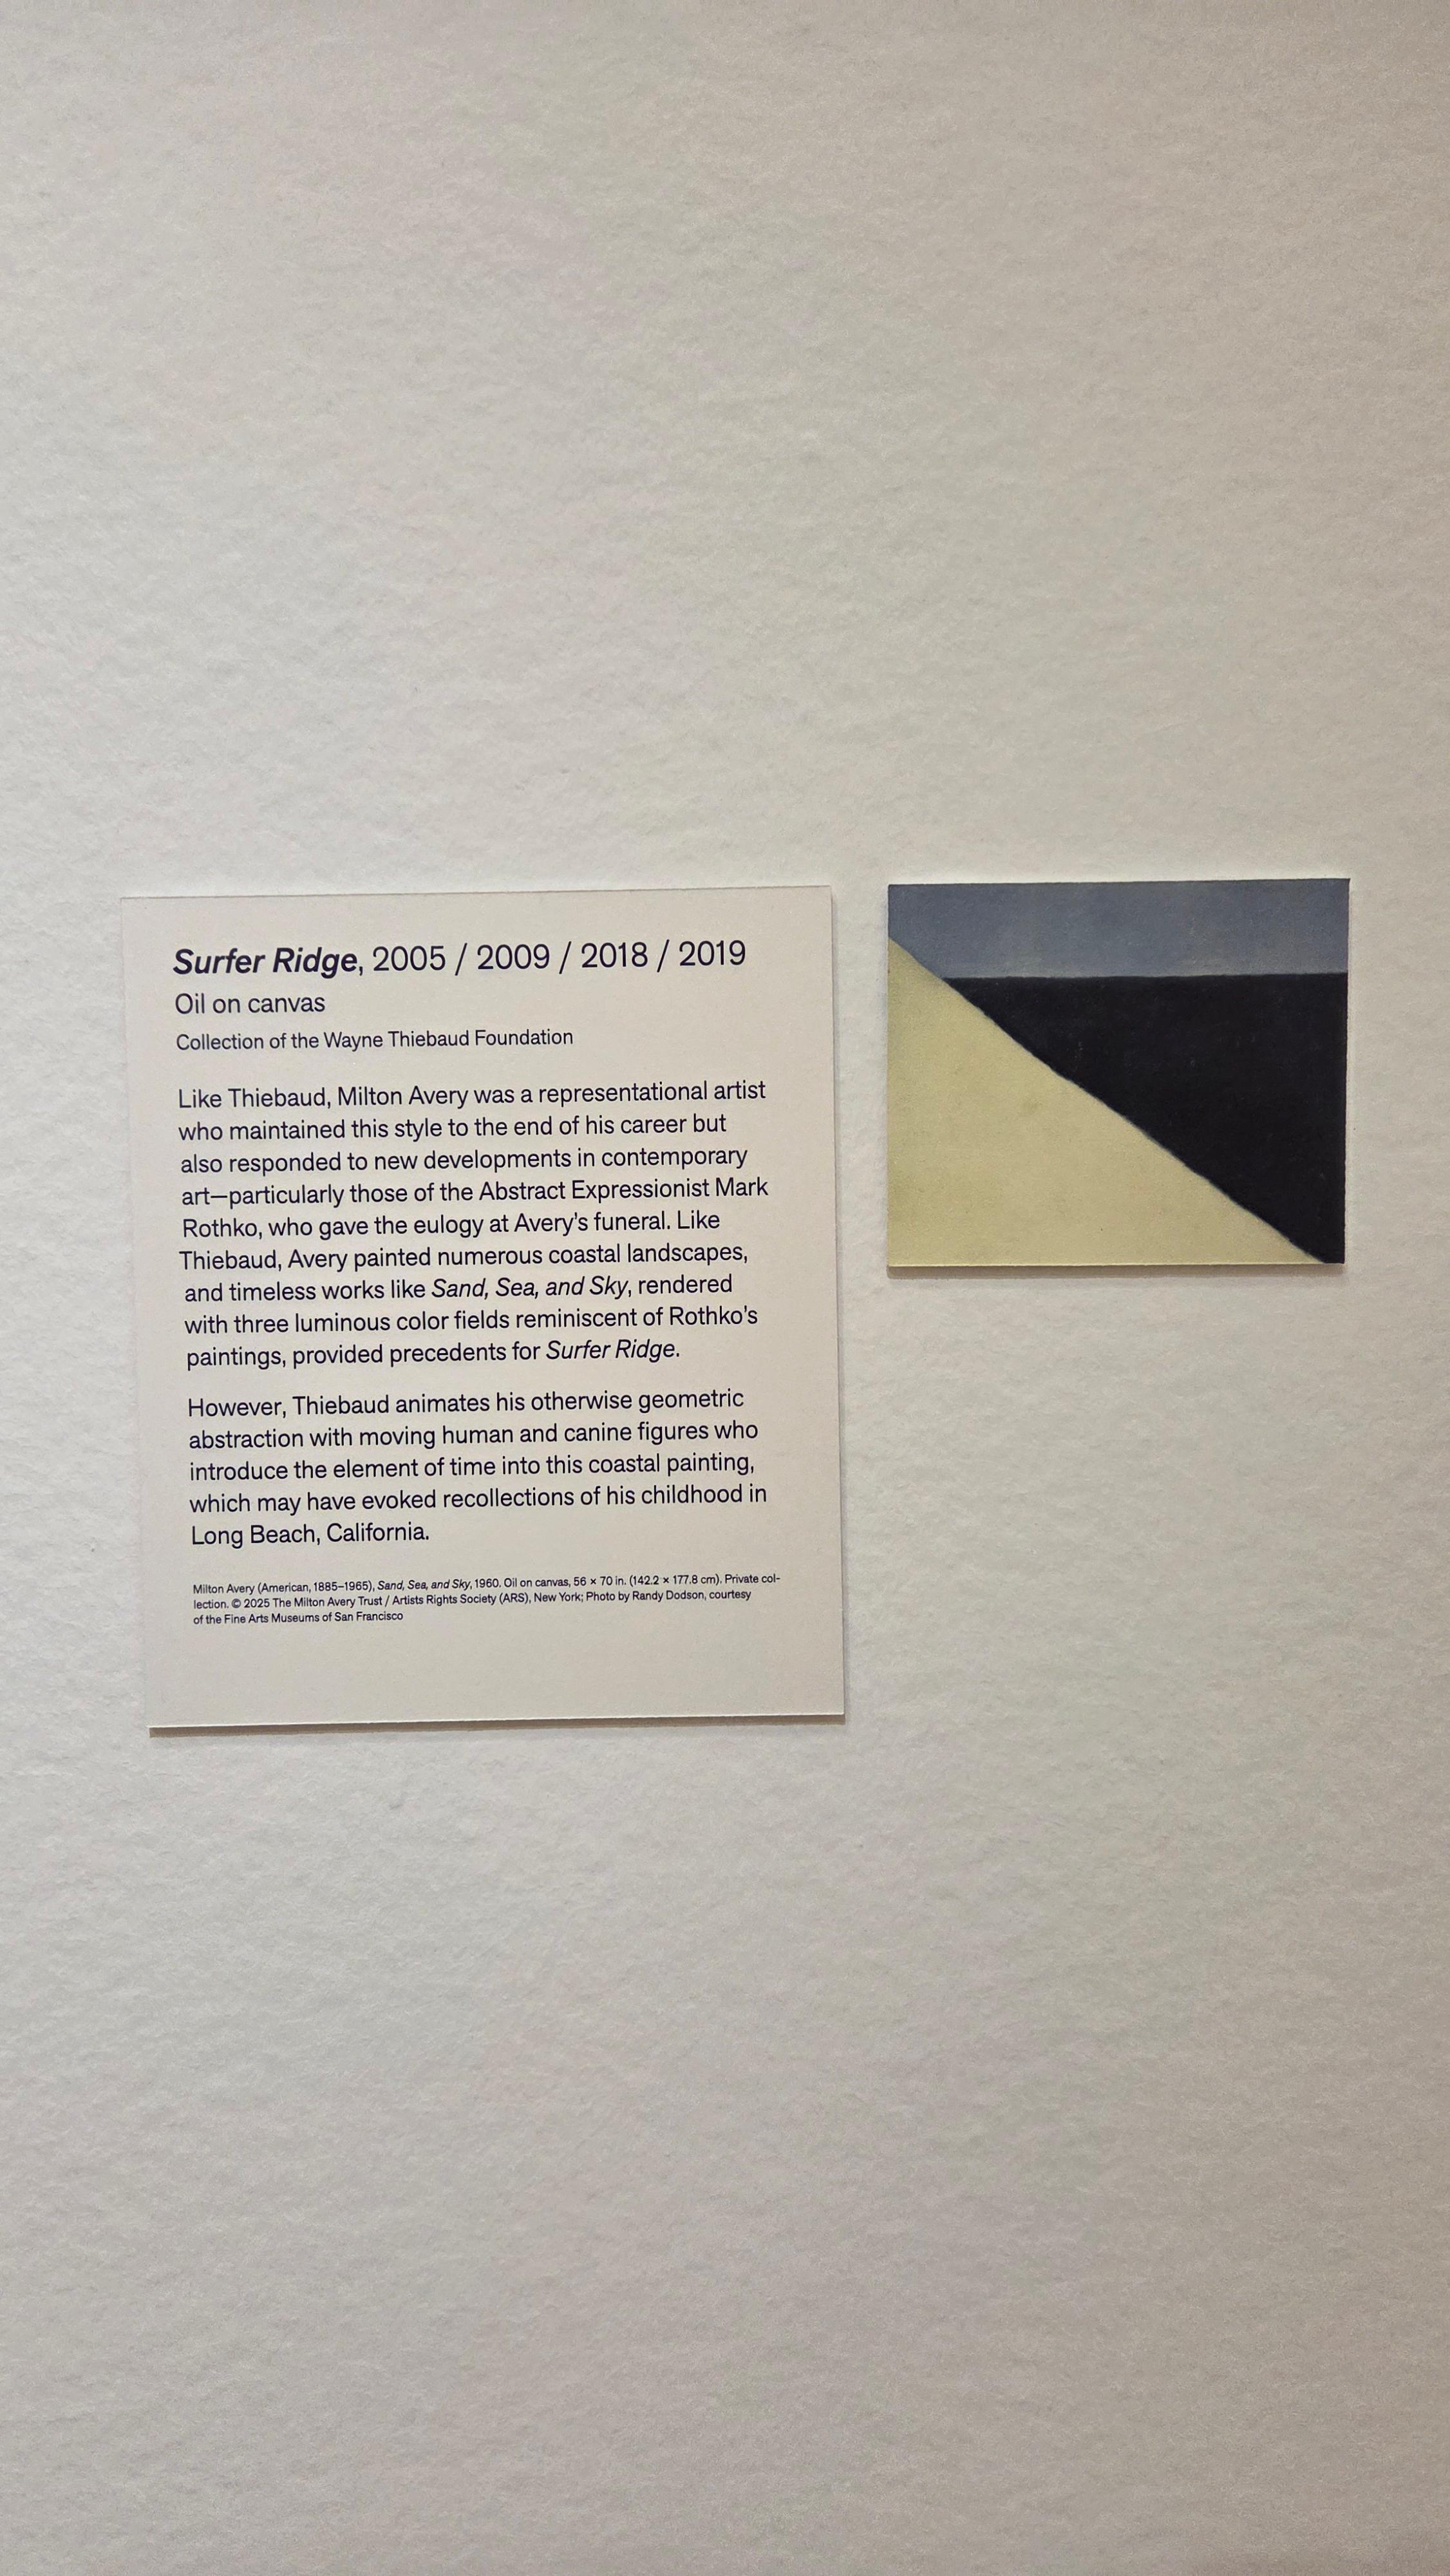 Surfer Ridge, 2005 / 2009 / 2018 / 2019
Oil on canvas
Collection of the Wayne Thiebaud Foundation
Like Thiebaud, Milton Avery was a representational artist
who maintained this style to the end of his career but
also responded to new developments in contemporary
art—particularly those of the Abstract Expressionist Mark
Rothko, who gave the eulogy at Avery's funeral. Like
Thiebaud, Avery painted numerous coastal landscapes,
and timeless works like Sand, Sea, and Sky, rendered
with three luminous color fields reminiscent of Rothko's
paintings, provided precedents for Surfer Ridge.
However, Thiebaud animates his otherwise geometric
abstraction with moving human and canine figures who
introduce the element of time into this coastal painting,
which may have evoked recollections of his childhood in
Long Beach, California.
Milton Avery (American, 1885–1965), Sand, Sea, and Sky, 1960. Oil on canvas, 56 × 70 in. (142.2 × 177.8 cm). Private col-
lection. © 2025 The Milton Avery Trust / Artists Rights Society (ARS), New York; Photo by Randy Dodson, courtesy
of the Fine Arts Museums of San Francisco